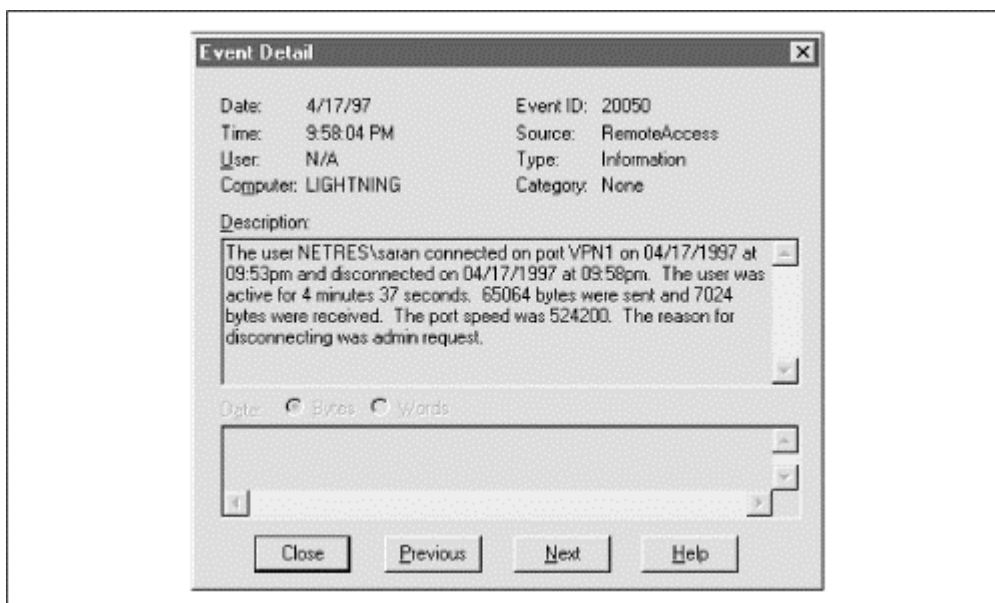 Event Detail
Date: 4/17/97 Event ID: 20050
Time: 9:58:04 PM Source: RemoteAccess
User: N/A Type: Information
Computer: LIGHTNING Category: None
Description:
The user NETRES\saran connected on port VPN1 on 04/17/1997 at
09:53pm and disconnected on 04/17/1997 at 09:58pm. The user was
active for 4 minutes 37 seconds. 65064 bytes were sent and 7024
bytes were received. The port speed was 524200. The reason for
disconnecting was admin request.
Data: Bytes Words
Close Previous Next Help